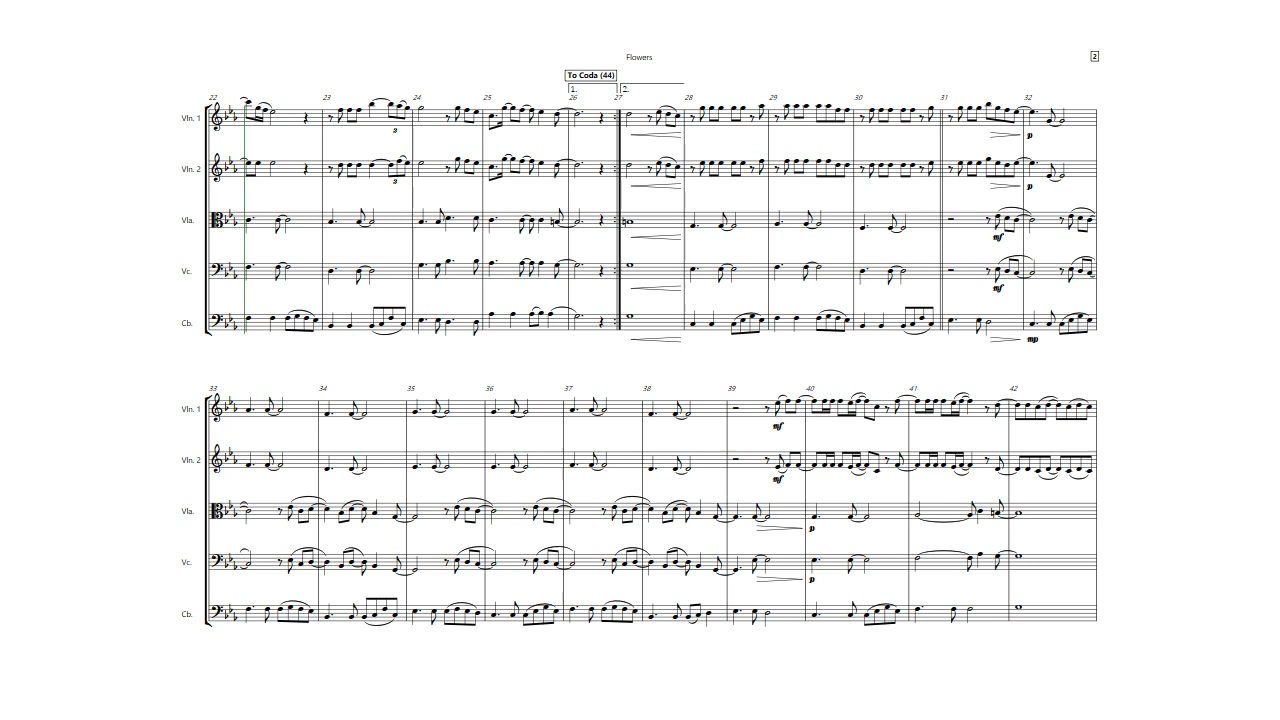 Flowers
2
To Coda (44)
1. 2.
22 23 24 25 26 27 28 29 30 31 32
Vln. 1
3
p
Vln. 2
3
p
Vla.
mf
Vc.
mf
Cb.
mp
33 34 35 36 37 38 39 40 41 42
Vln. 1
mf
Vln. 2
mf
Vla.
p
Vc.
p
Cb.